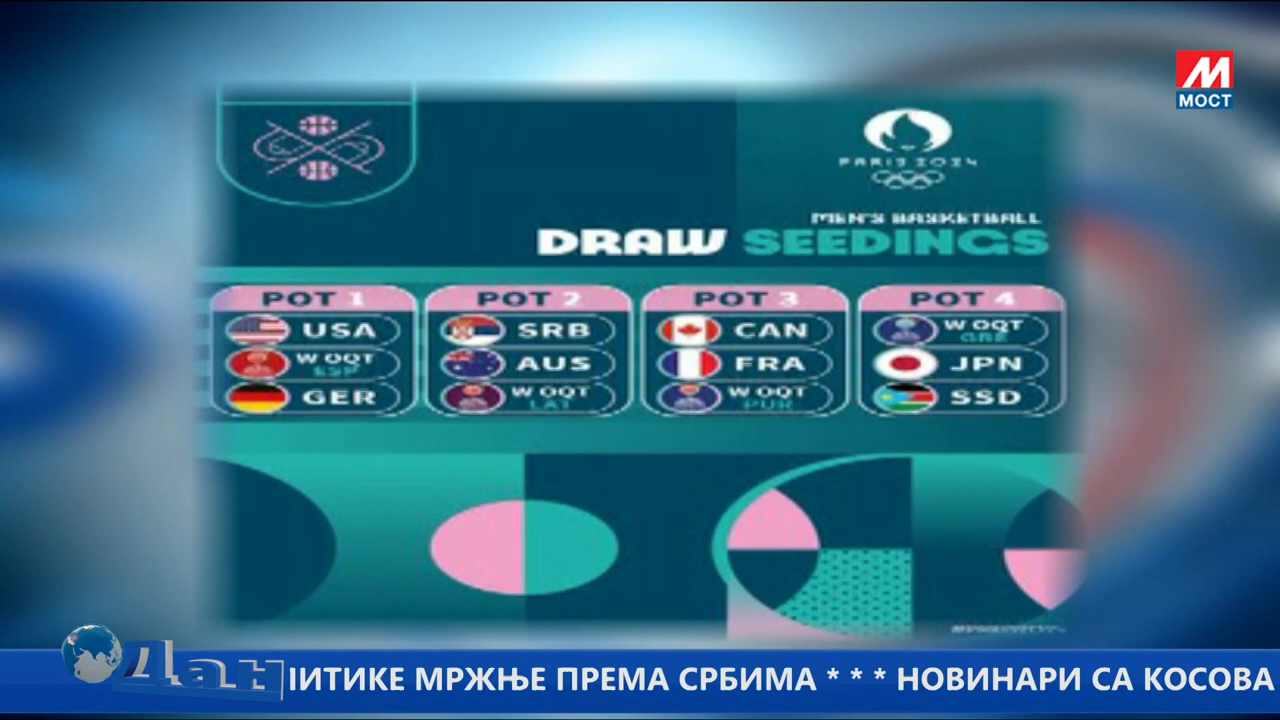 М
МОСТ
PARIS 2024
MEN'S BASKETBALL
DRAW SEEDINGS
POT 1
USA
W OQT
ESP
GER
POT 2
SRB
AUS
W OQT
LAT
POT 3
CAN
FRA
W OQT
PUR
POT 4
W OQT
GRE
JPN
SSD
Дан
ИТИКЕ МРЖЊЕ ПРЕМА СРБИМА * * * НОВИНАРИ СА КОСОВА